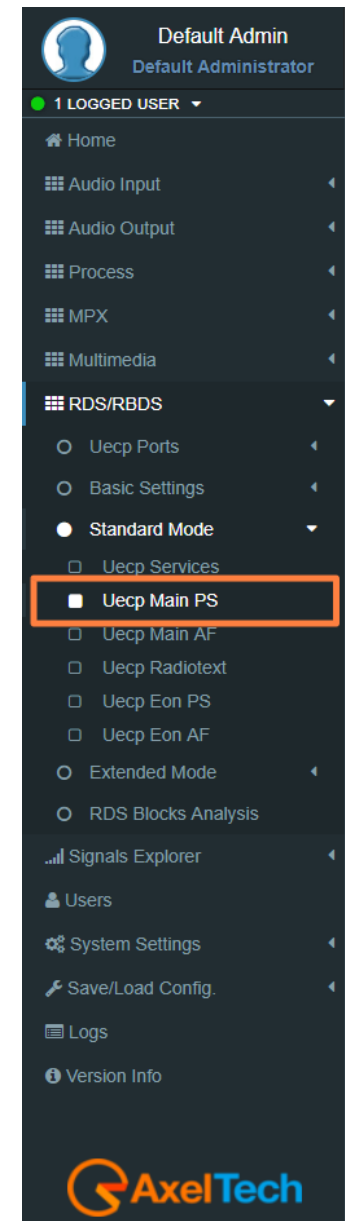 Default Admin
Default Administrator
1 LOGGED USER
Home
Audio Input
Audio Output
Process
MPX
Multimedia
RDS/RBDS
Uecp Ports
Basic Settings
Standard Mode
Uecp Services
Uecp Main PS
Uecp Main AF
Uecp Radiotext
Uecp Eon PS
Uecp Eon AF
Extended Mode
RDS Blocks Analysis
Signals Explorer
Users
System Settings
Save/Load Config.
Logs
Version Info
AxelTech